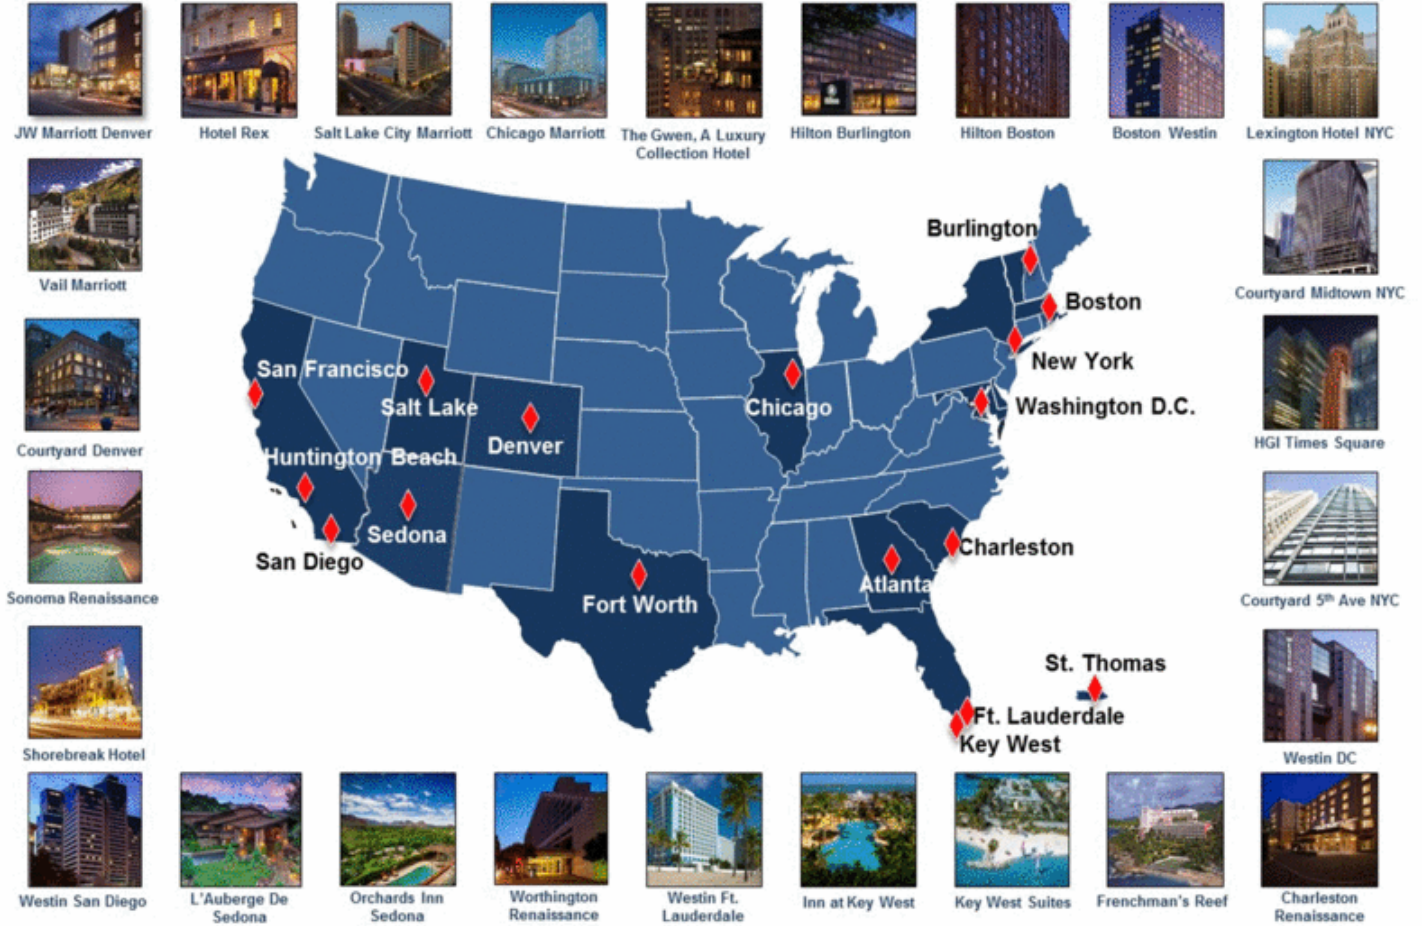 JW Marriott Denver
Hotel Rex
Salt Lake City Marriott
Chicago Marriott
The Gwen, A Luxury
Collection Hotel
Hilton Burlington
Hilton Boston
Boston Westin
Lexington Hotel NYC
Vail Marriott
Courtyard Denver
Sonoma Renaissance
Shorebreak Hotel
Burlington
Boston
New York
Washington D.C.
San Francisco
Salt Lake
Denver
Chicago
Huntington Beach
Sedona
San Diego
Fort Worth
Atlanta
Charleston
St. Thomas
Ft. Lauderdale
Key West
Courtyard Midtown NYC
HGI Times Square
Courtyard 5th Ave NYC
Westin DC
Westin San Diego
L'Auberge De
Sedona
Orchards Inn
Sedona
Worthington
Renaissance
Westin Ft.
Lauderdale
Inn at Key West
Key West Suites
Frenchman's Reef
Charleston
Renaissance